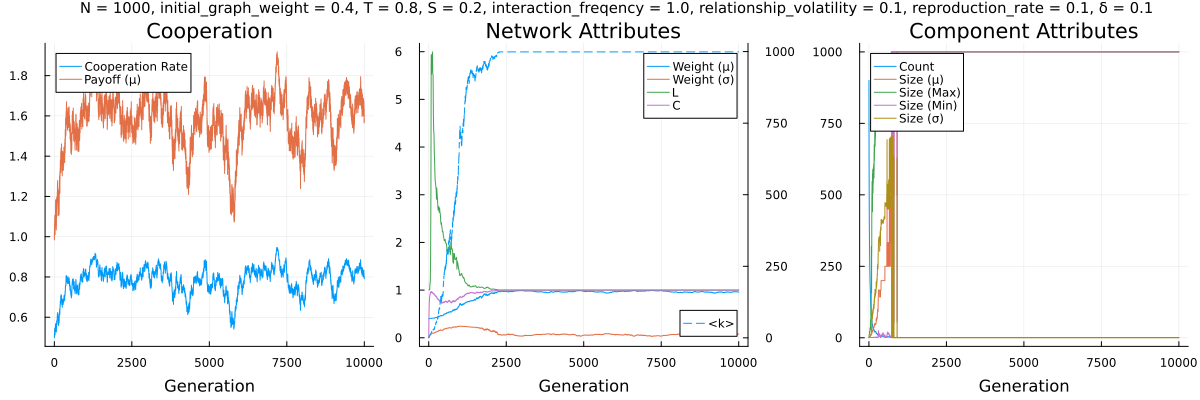 N = 1000, initial_graph_weight = 0.4, T = 0.8, S = 0.2, interaction_freqency = 1.0, relationship_volatility = 0.1, reproduction_rate = 0.1, δ = 0.1
Cooperation
Cooperation Rate
Payoff (μ)
1.8
1.6
1.4
1.2
1.0
0.8
0.6
0
2500
5000
7500
10000
Generation
Network Attributes
Weight (μ)
Weight (σ)
L
C
<k>
6
5
4
3
2
1
0
1000
750
500
250
0
0
2500
5000
7500
10000
Generation
Component Attributes
Count
Size (μ)
Size (Max)
Size (Min)
Size (σ)
1000
750
500
250
0
0
2500
5000
7500
10000
Generation